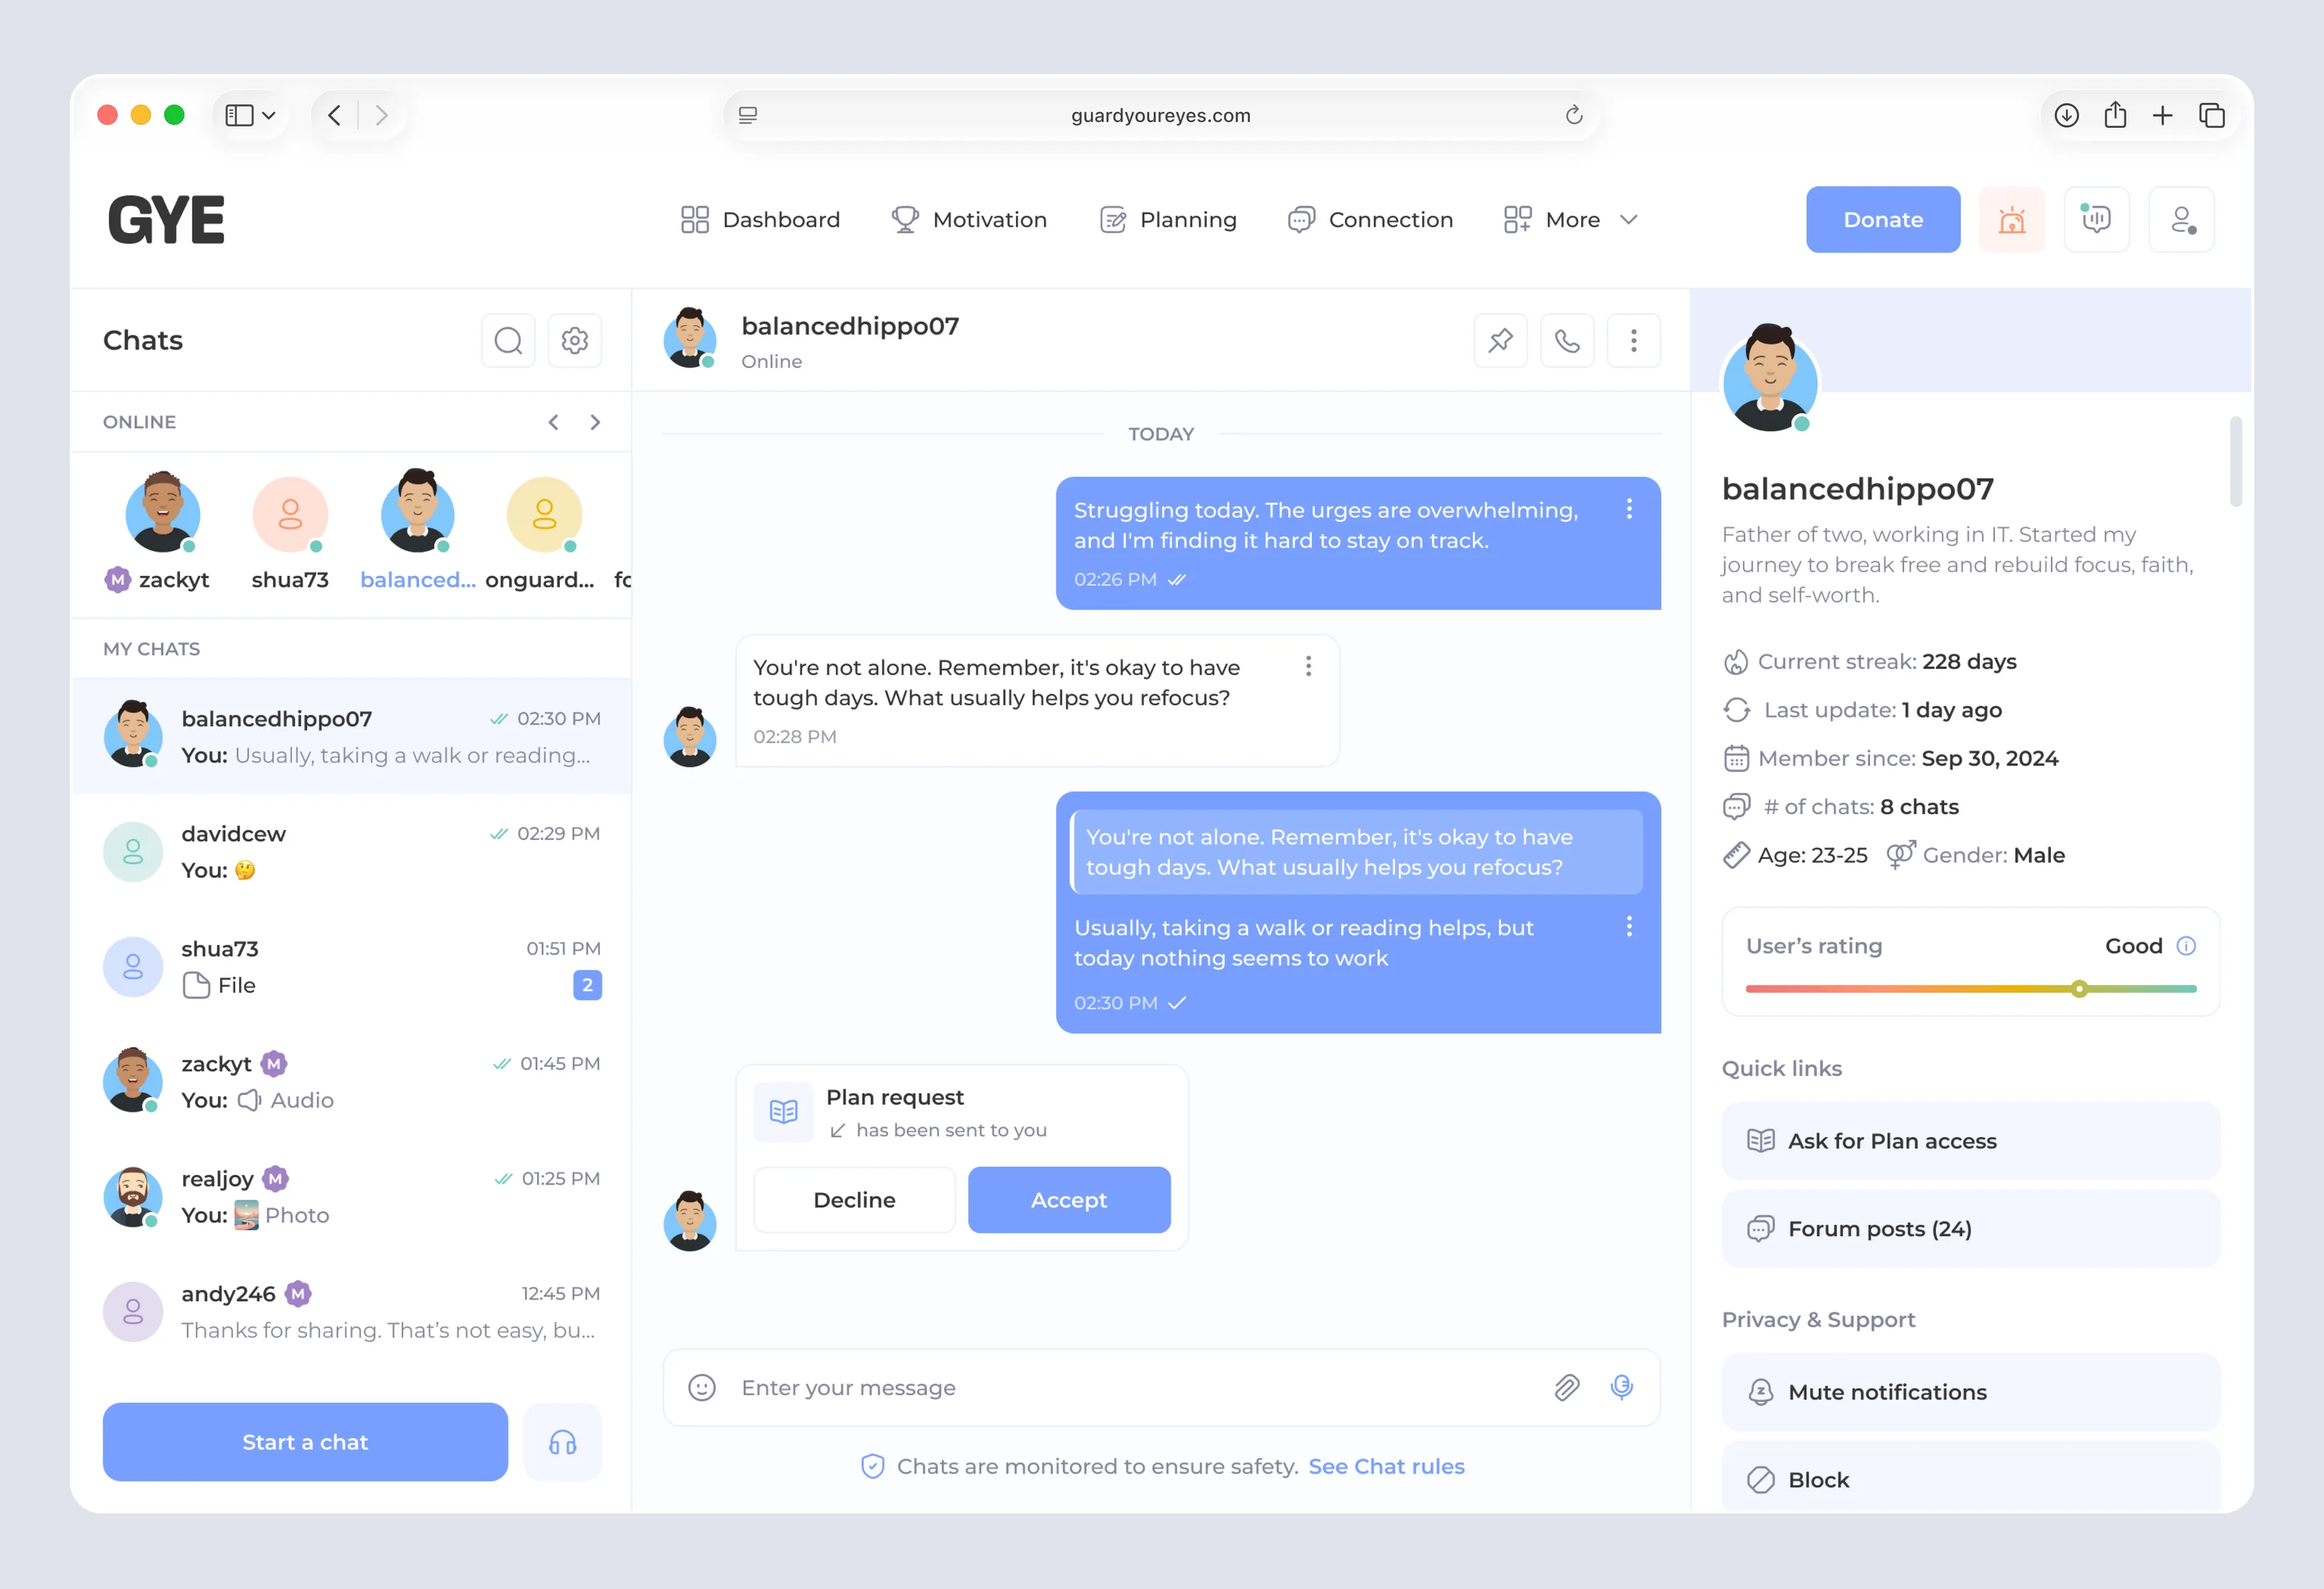 guardyoureyes.com
GYE
Dashboard
Motivation
Planning
Connection
More
Donate
Chats
ONLINE
M zackyt
shua73
balanced...
onguard...
fo
MY CHATS
balancedhippo07
02:30 PM
You: Usually, taking a walk or reading...
davidcew
02:29 PM
You: 🤔
shua73
01:51 PM
File
2
zackyt M
01:45 PM
You: Audio
realjoy M
01:25 PM
You: Photo
andy246 M
12:45 PM
Thanks for sharing. That's not easy, bu...
Start a chat
balancedhippo07
Online
TODAY
Struggling today. The urges are overwhelming,
and I'm finding it hard to stay on track.
02:26 PM
You're not alone. Remember, it's okay to have
tough days. What usually helps you refocus?
02:28 PM
You're not alone. Remember, it's okay to have
tough days. What usually helps you refocus?
Usually, taking a walk or reading helps, but
today nothing seems to work
02:30 PM
Plan request
has been sent to you
Decline
Accept
Enter your message
Chats are monitored to ensure safety. See Chat rules
balancedhippo07
Father of two, working in IT. Started my
journey to break free and rebuild focus, faith,
and self-worth.
Current streak: 228 days
Last update: 1 day ago
Member since: Sep 30, 2024
# of chats: 8 chats
Age: 23-25 Gender: Male
User's rating
Good
Quick links
Ask for Plan access
Forum posts (24)
Privacy & Support
Mute notifications
Block